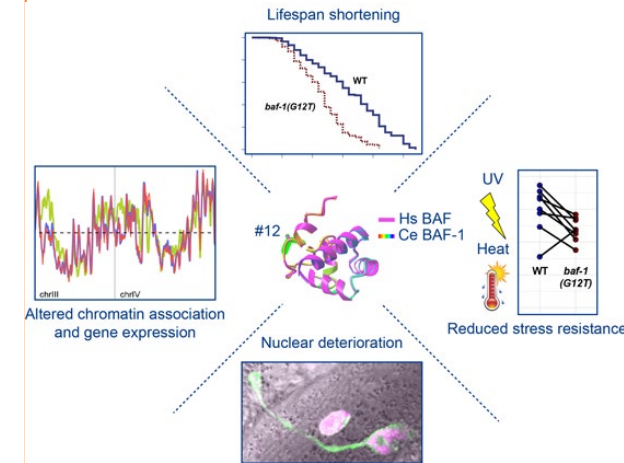 Lifespan shortening
WT
baf-1(G12T)
chrIII
chrIV
Altered chromatin association
and gene expression
#12
Hs BAF
Ce BAF-1
UV
Heat
WT
baf-1
(G12T)
Reduced stress resistance
Nuclear deterioration